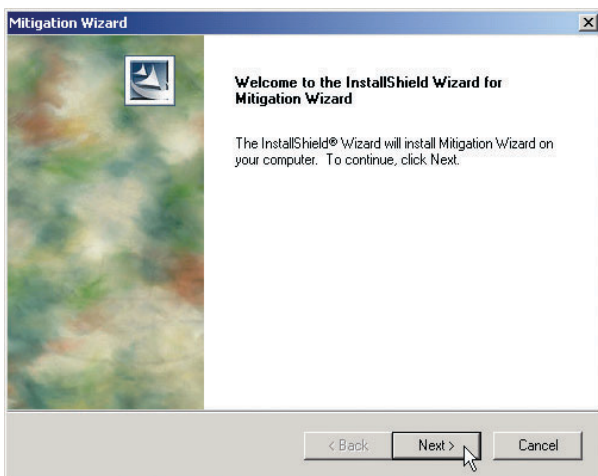 Mitigation Wizard
Welcome to the InstallShield Wizard for
Mitigation Wizard
The InstallShield® Wizard will install Mitigation Wizard on
your computer. To continue, click Next.
< Back Next > Cancel